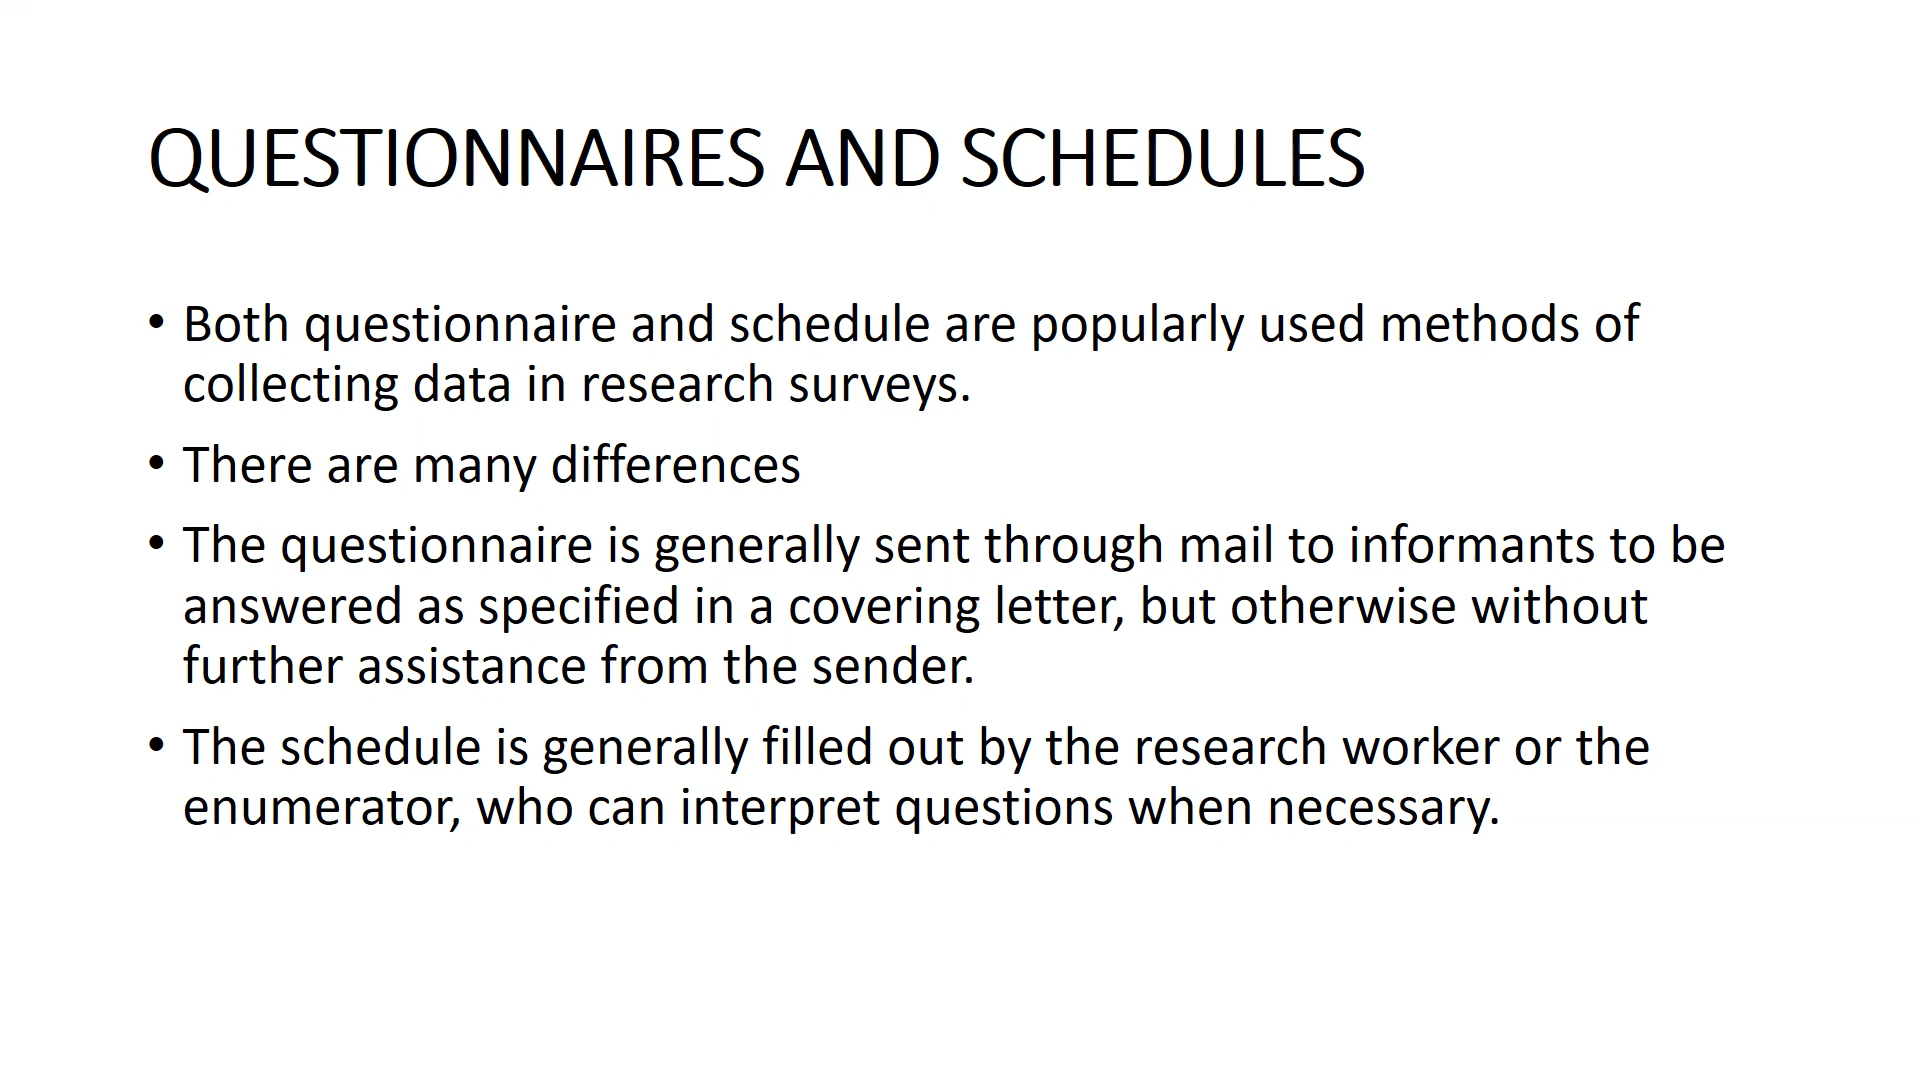 QUESTIONNAIRES AND SCHEDULES
• Both questionnaire and schedule are popularly used methods of
collecting data in research surveys.
• There are many differences
• The questionnaire is generally sent through mail to informants to be
answered as specified in a covering letter, but otherwise without
further assistance from the sender.
• The schedule is generally filled out by the research worker or the
enumerator, who can interpret questions when necessary.